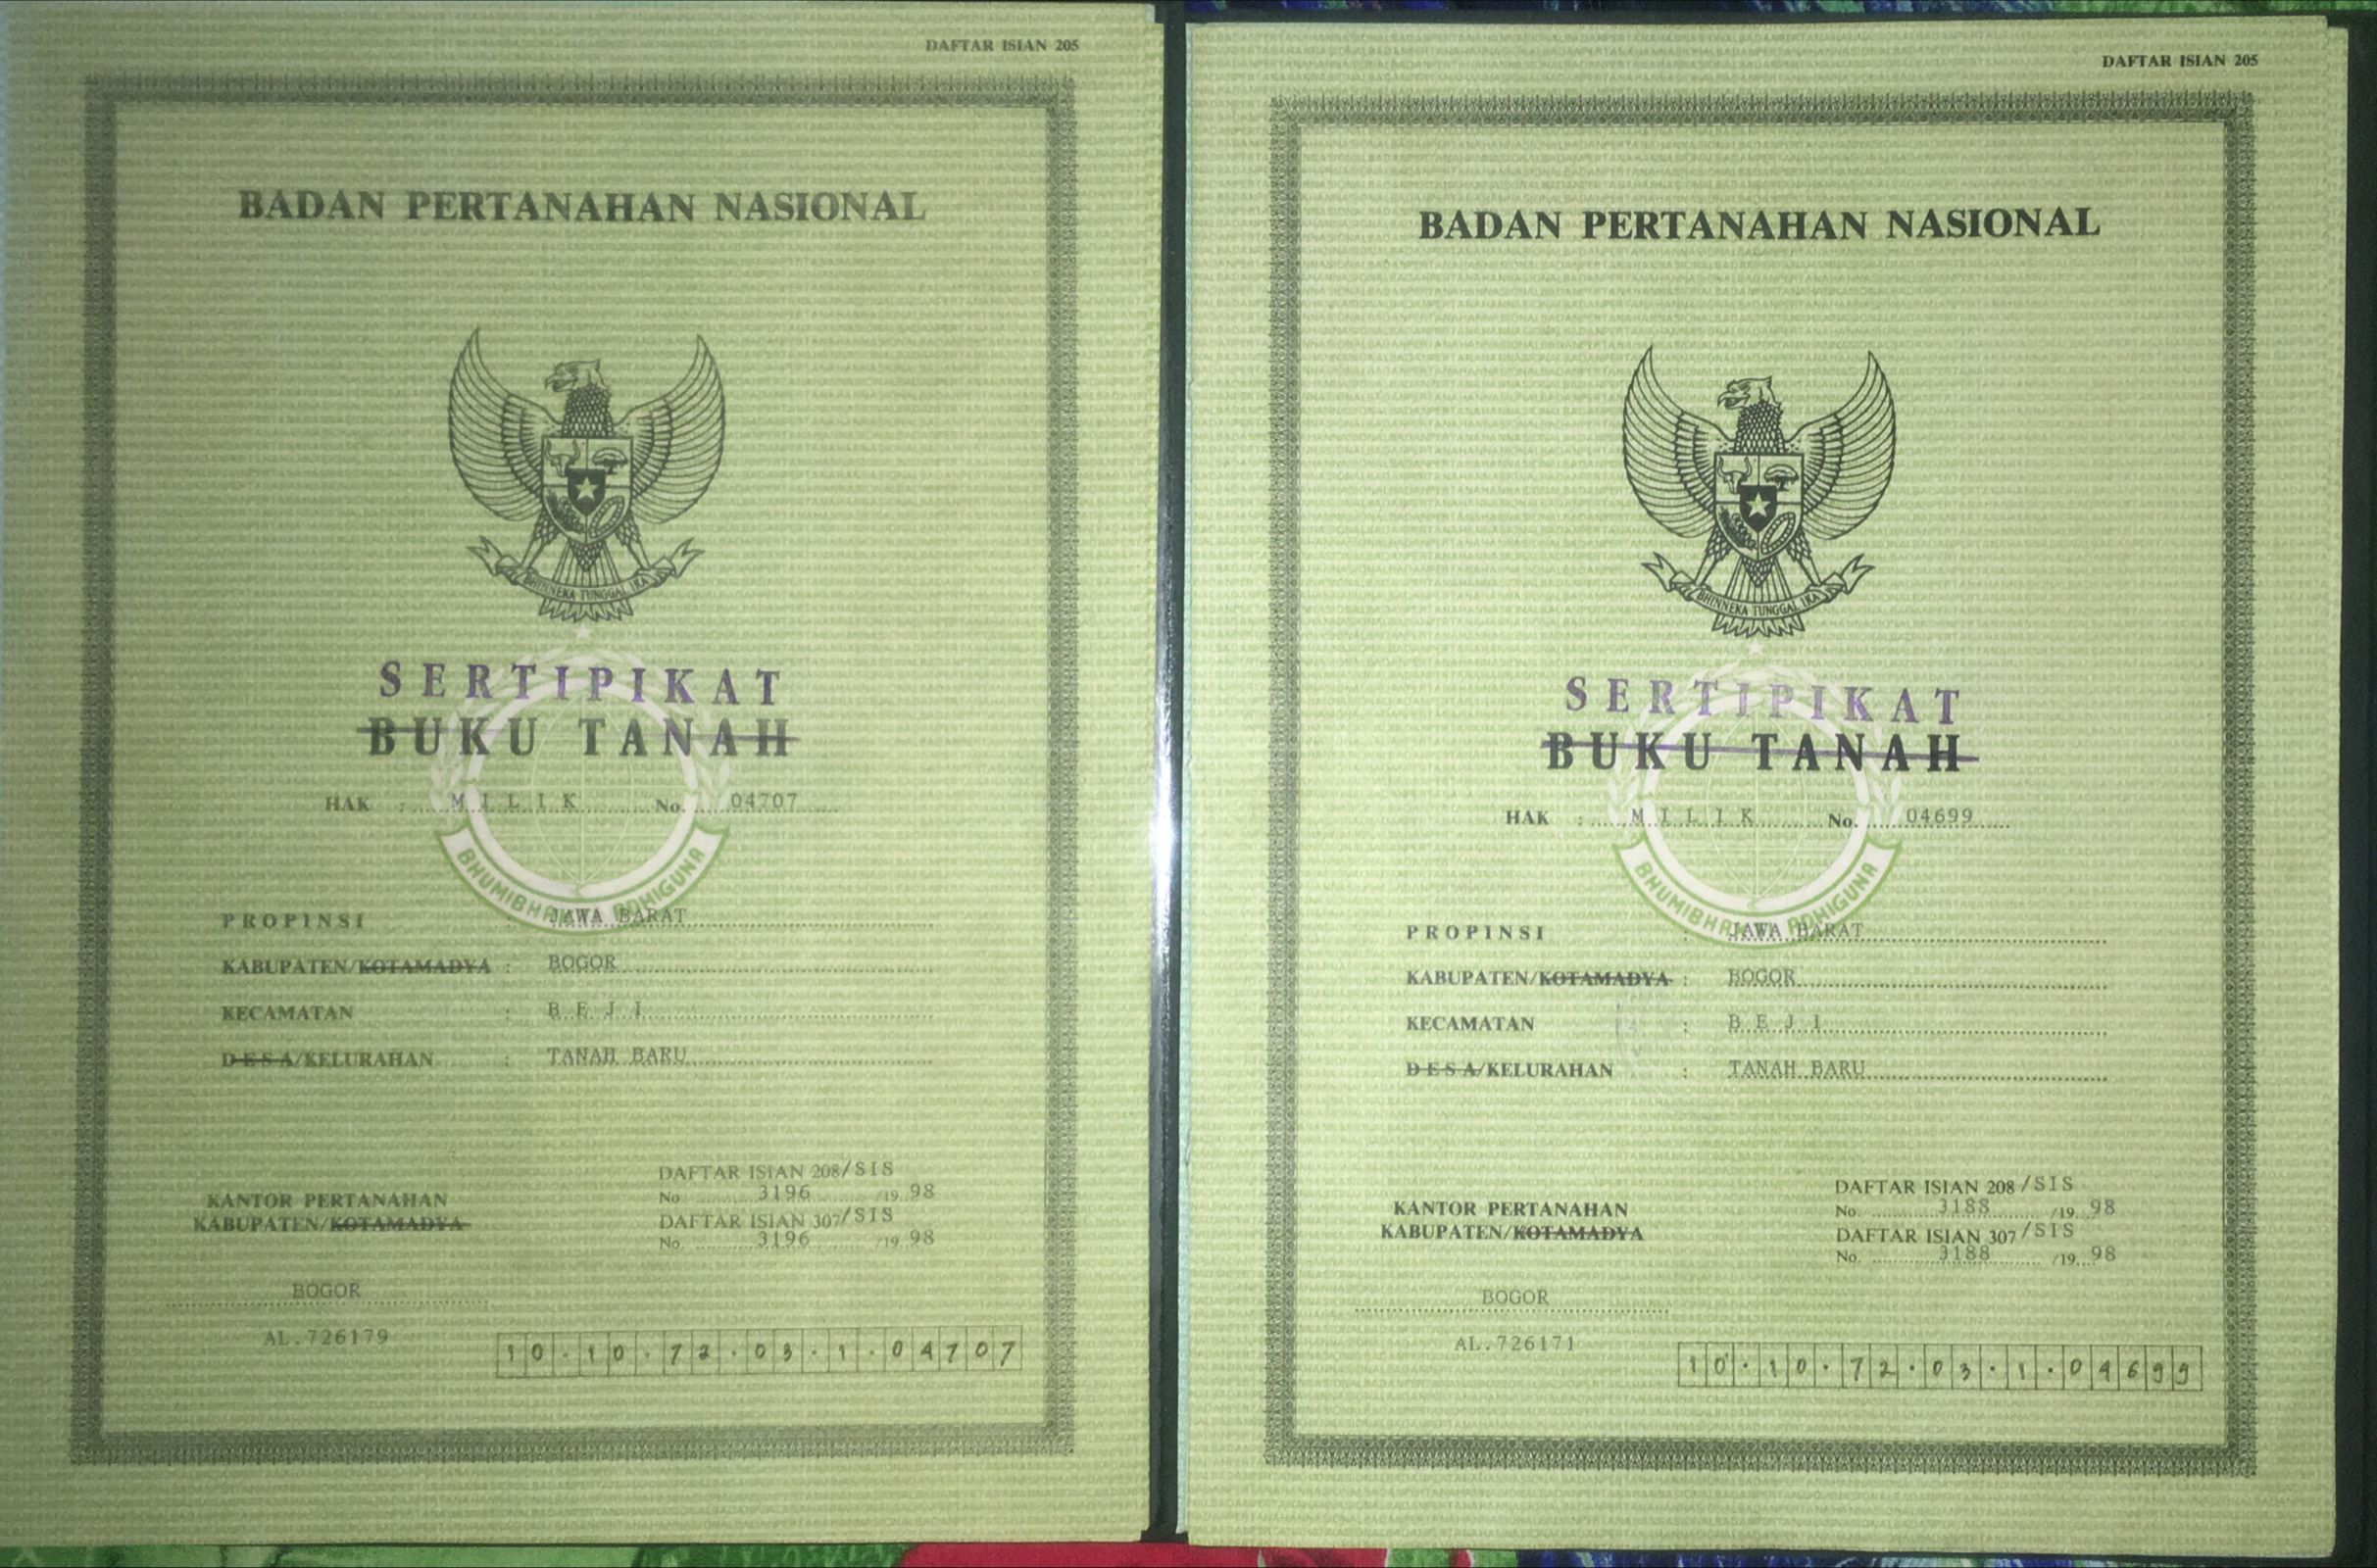 DAFTAR ISIAN 205
BADAN PERTANAHAN NASIONAL
BHINNEKA TUNGGAL IKA
SERTIPIKAT
BUKU TANAH
HAK : MILIK No. 04707
BHUMIBHAKTI ADHIGUNA
PROPINSI : JAWA BARAT
KABUPATEN/KOTAMADYA : BOGOR
KECAMATAN : BEJI
DESA/KELURAHAN : TANAH BARU
DAFTAR ISIAN 208/SIS
No. 3196 /19 98
KANTOR PERTANAHAN
KABUPATEN/KOTAMADYA
DAFTAR ISIAN 307/SIS
No. 3196 /19 98
BOGOR
AL.726179
10.10.72.03.1.04707
DAFTAR ISIAN 205
BADAN PERTANAHAN NASIONAL
BHINNEKA TUNGGAL IKA
SERTIPIKAT
BUKU TANAH
HAK : MILIK No. 04699
BHUMIBHAKTI ADHIGUNA
PROPINSI : JAWA BARAT
KABUPATEN/KOTAMADYA : BOGOR
KECAMATAN : BEJI
DESA/KELURAHAN : TANAH BARU
DAFTAR ISIAN 208/SIS
No. 3188 /19 98
KANTOR PERTANAHAN
KABUPATEN/KOTAMADYA
DAFTAR ISIAN 307/SIS
No. 3188 /19 98
BOGOR
AL.726171
10.10.72.03.1.04699